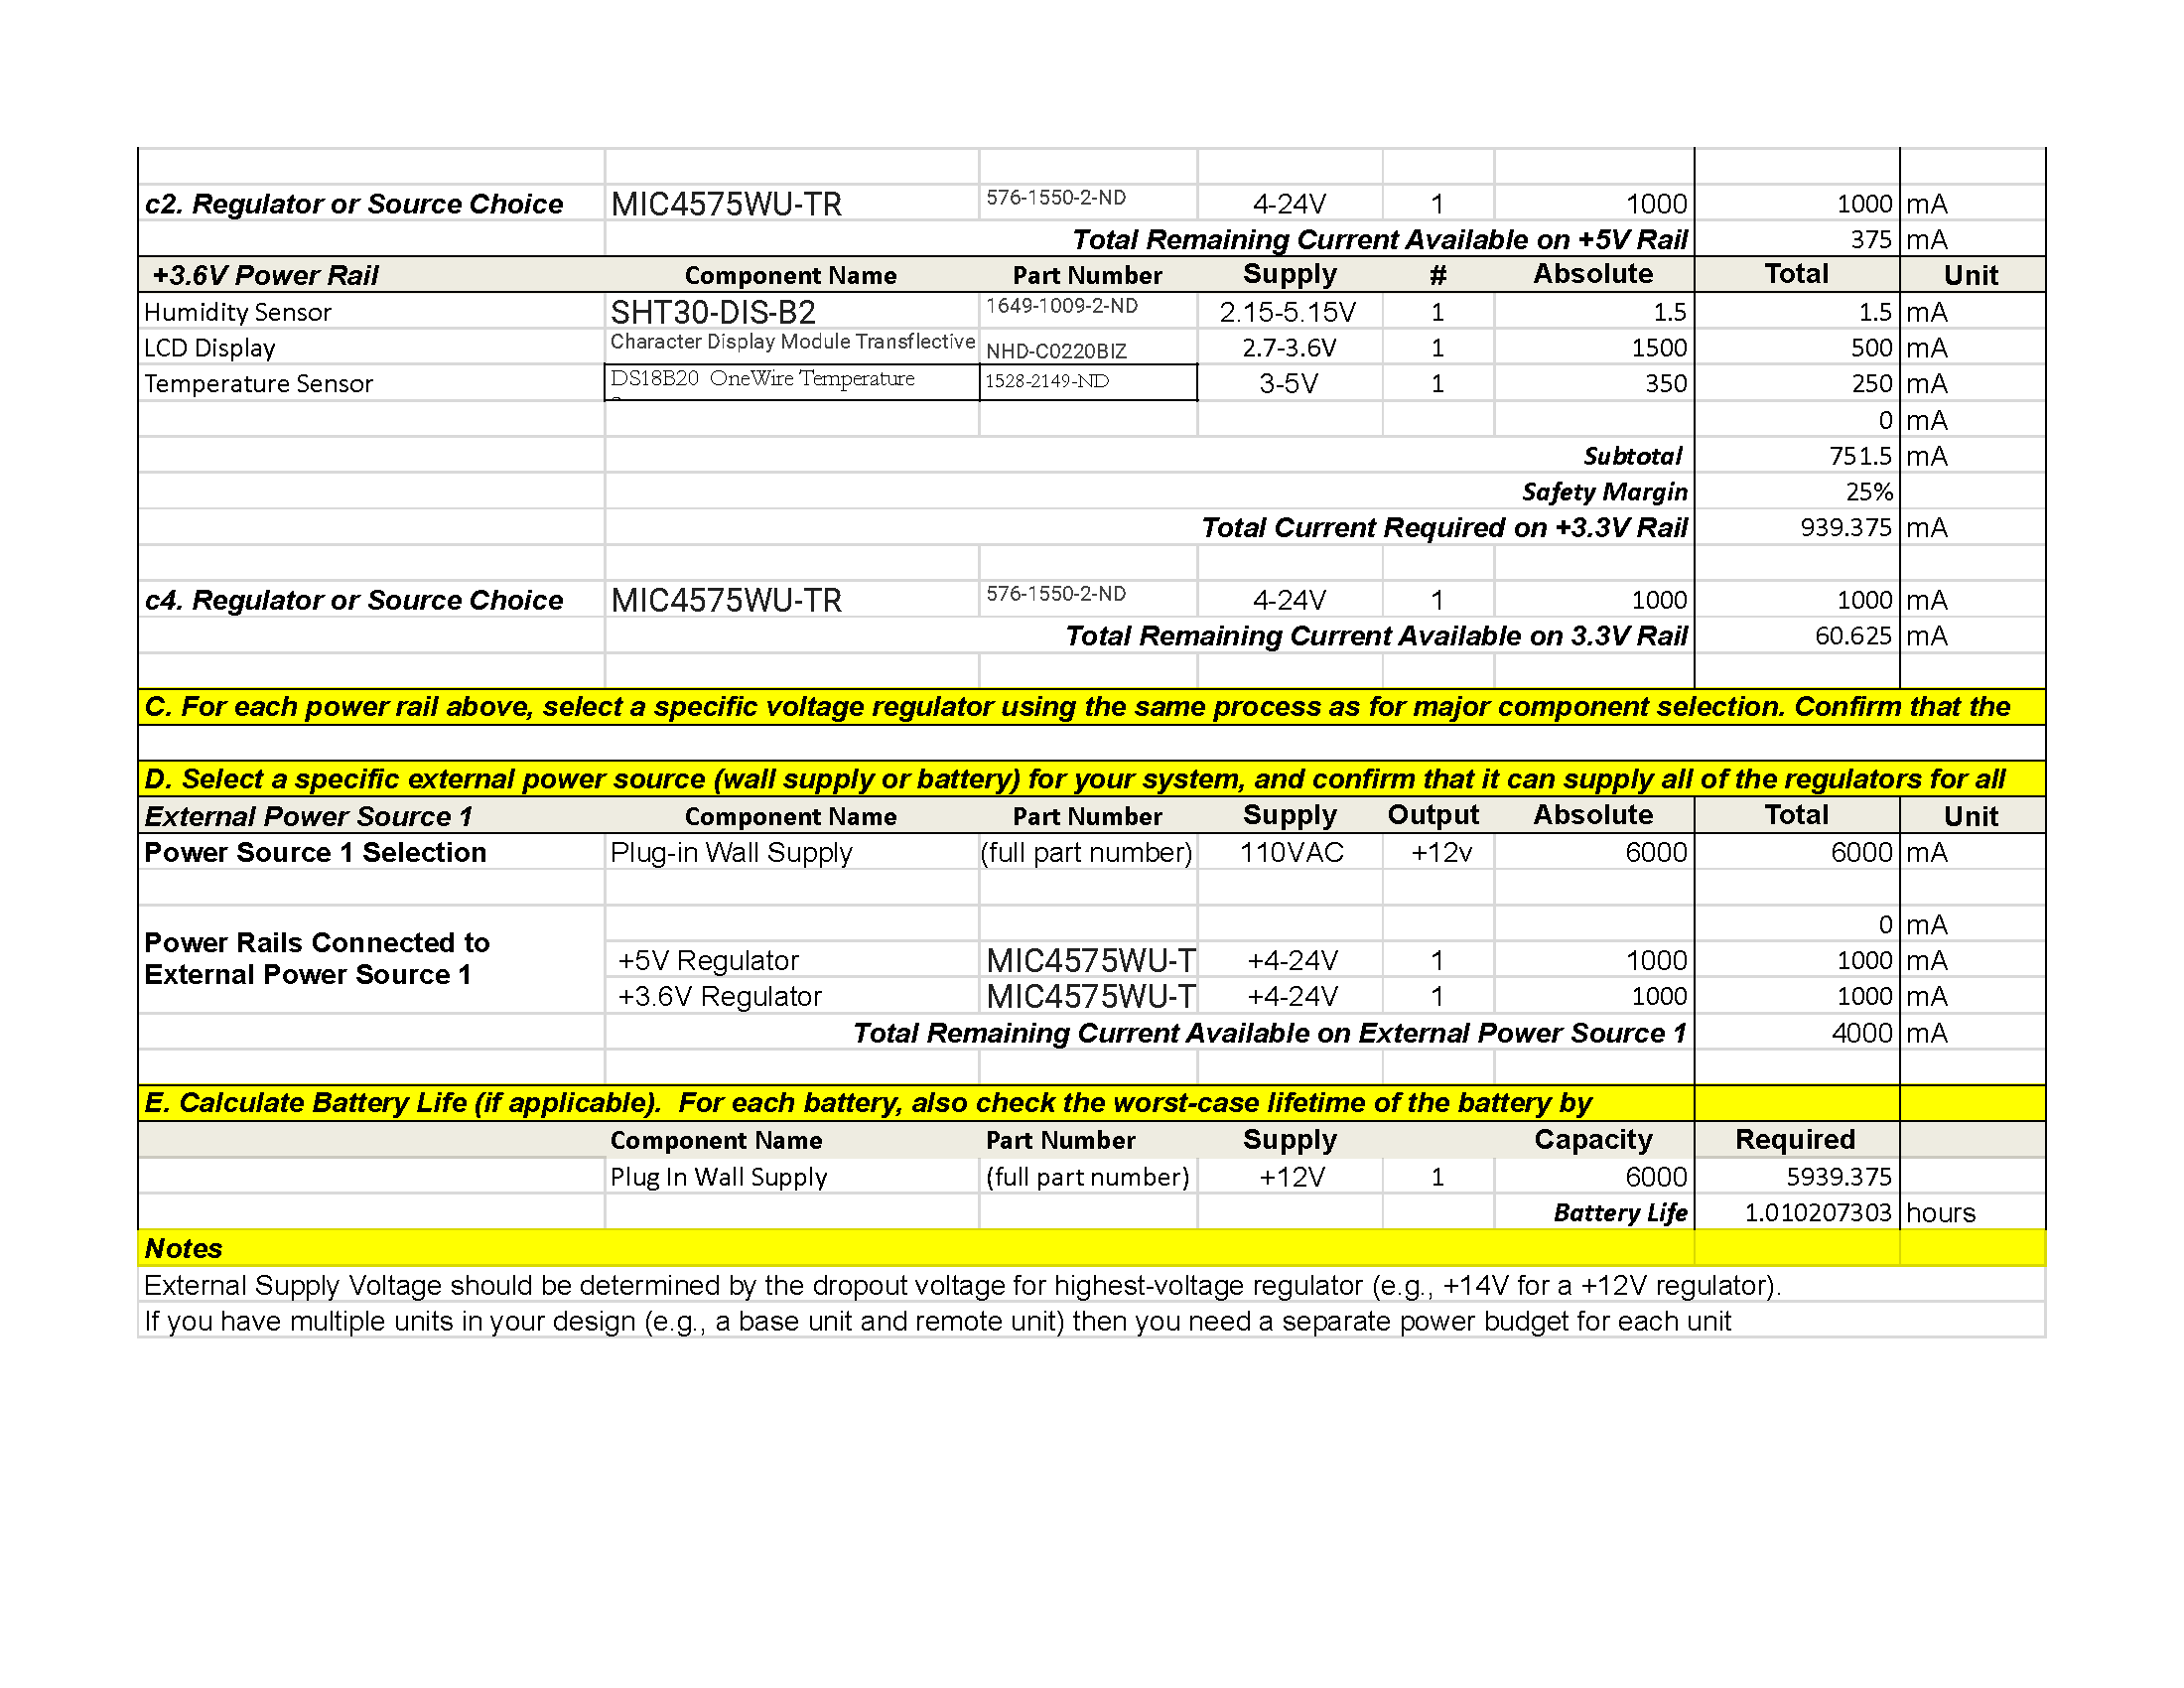 c2. Regulator or Source Choice MIC4575WU-TR 576-1550-2-ND 4-24V 1 1000 1000 mA
Total Remaining Current Available on +5V Rail 375 mA
+3.6V Power Rail Component Name Part Number Supply # Absolute Total Unit
Humidity Sensor SHT30-DIS-B2 1649-1009-2-ND 2.15-5.15V 1 1.5 1.5 mA
LCD Display Character Display Module Transflective NHD-C0220BIZ 2.7-3.6V 1 1500 500 mA
Temperature Sensor DS18B20 OneWire Temperature 1528-2149-ND 3-5V 1 350 250 mA
0 mA
Subtotal 751.5 mA
Safety Margin 25%
Total Current Required on +3.3V Rail 939.375 mA
c4. Regulator or Source Choice MIC4575WU-TR 576-1550-2-ND 4-24V 1 1000 1000 mA
Total Remaining Current Available on 3.3V Rail 60.625 mA
C. For each power rail above, select a specific voltage regulator using the same process as for major component selection. Confirm that the
D. Select a specific external power source (wall supply or battery) for your system, and confirm that it can supply all of the regulators for all
External Power Source 1 Component Name Part Number Supply Output Absolute Total Unit
Power Source 1 Selection Plug-in Wall Supply (full part number) 110VAC +12v 6000 6000 mA
0 mA
Power Rails Connected to
External Power Source 1
+5V Regulator MIC4575WU-T +4-24V 1 1000 1000 mA
+3.6V Regulator MIC4575WU-T +4-24V 1 1000 1000 mA
Total Remaining Current Available on External Power Source 1 4000 mA
E. Calculate Battery Life (if applicable). For each battery, also check the worst-case lifetime of the battery by
Component Name Part Number Supply Capacity Required
Plug In Wall Supply (full part number) +12V 1 6000 5939.375
Battery Life 1.010207303 hours
Notes
External Supply Voltage should be determined by the dropout voltage for highest-voltage regulator (e.g., +14V for a +12V regulator).
If you have multiple units in your design (e.g., a base unit and remote unit) then you need a separate power budget for each unit